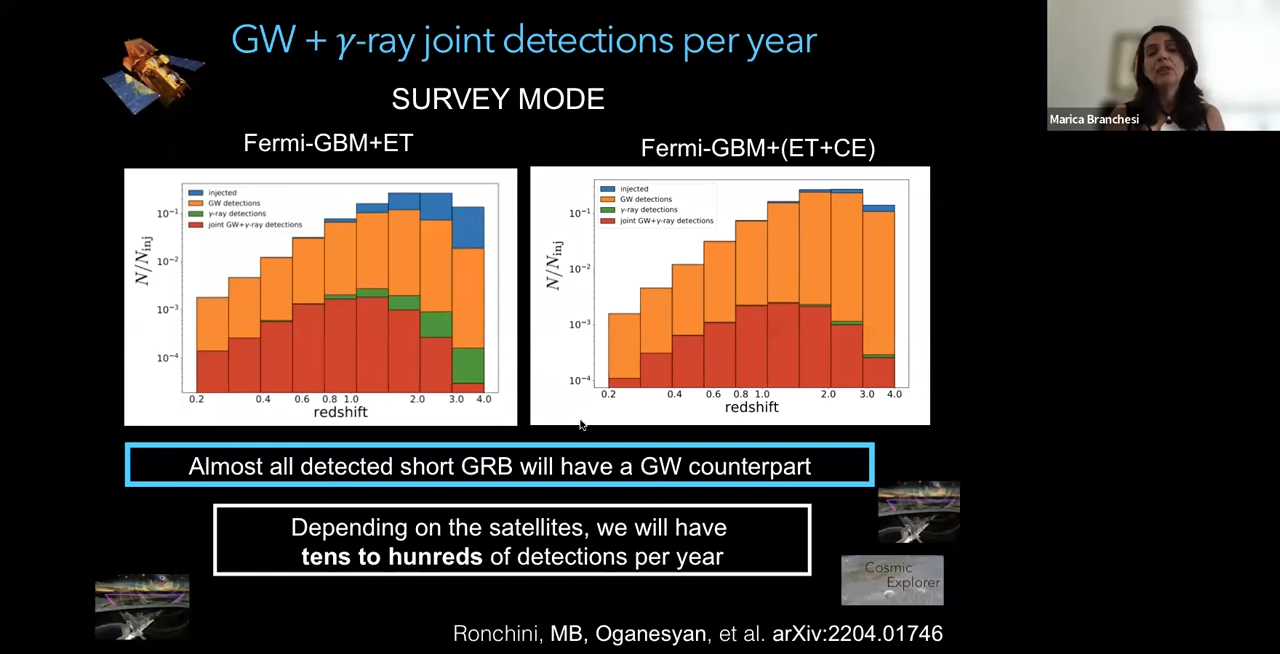 GW + γ-ray joint detections per year
SURVEY MODE
Fermi-GBM+ET
Fermi-GBM+(ET+CE)
Marica Branchesi
injected
GW detections
γ-ray detections
joint GW+γ-ray detections
N/N_inj
10⁻¹
10⁻²
10⁻³
10⁻⁴
0.2 0.4 0.6 0.8 1.0 2.0 3.0 4.0
redshift
injected
GW detections
γ-ray detections
joint GW+γ-ray detections
N/N_inj
10⁻¹
10⁻²
10⁻³
10⁻⁴
0.2 0.4 0.6 0.8 1.0 2.0 3.0 4.0
redshift
Almost all detected short GRB will have a GW counterpart
Depending on the satellites, we will have
tens to hunreds of detections per year
Cosmic
Explorer
Ronchini, MB, Oganesyan, et al. arXiv:2204.01746